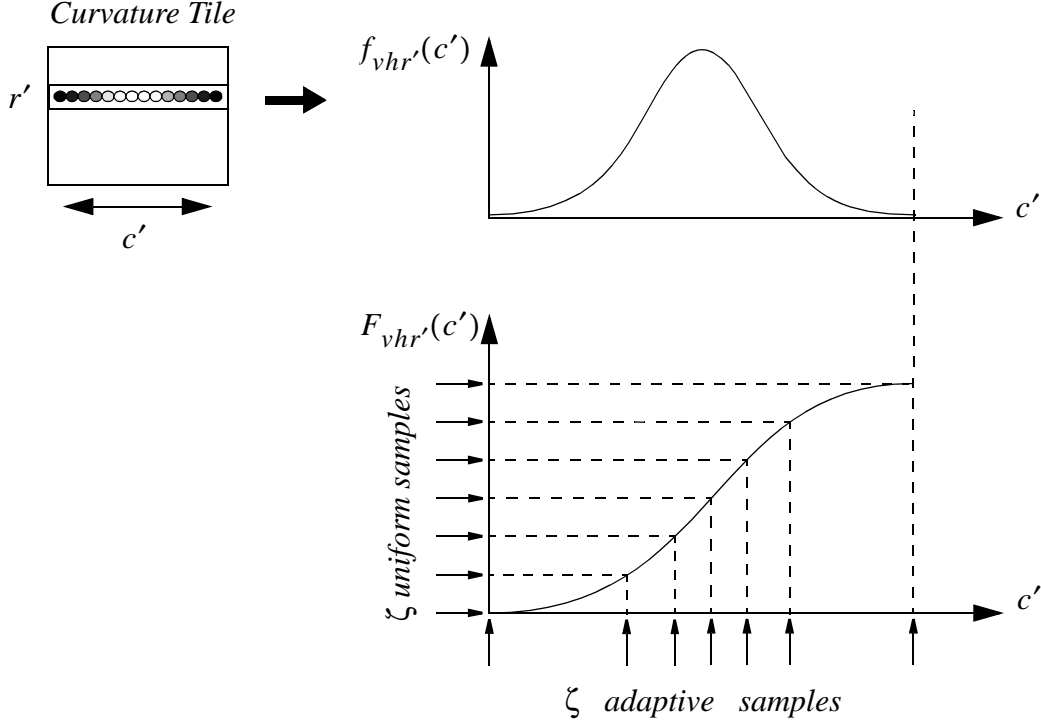 Curvature Tile
f_{vhr′}(c′)
r′
c′
c′
F_{vhr′}(c′)
ζ uniform samples
c′
ζ adaptive samples